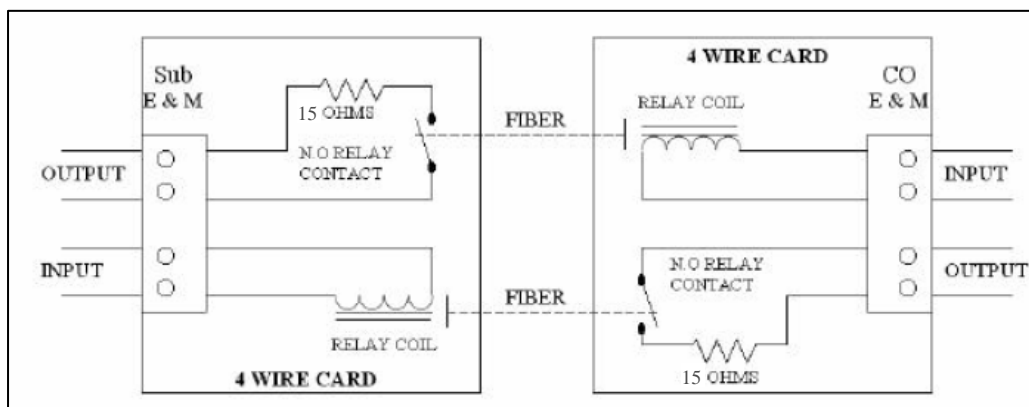 Sub
E & M
15 OHMS
N.O RELAY
CONTACT
OUTPUT
INPUT
RELAY COIL
4 WIRE CARD
FIBER
FIBER
4 WIRE CARD
RELAY COIL
CO
E & M
INPUT
N.O RELAY
CONTACT
OUTPUT
15 OHMS